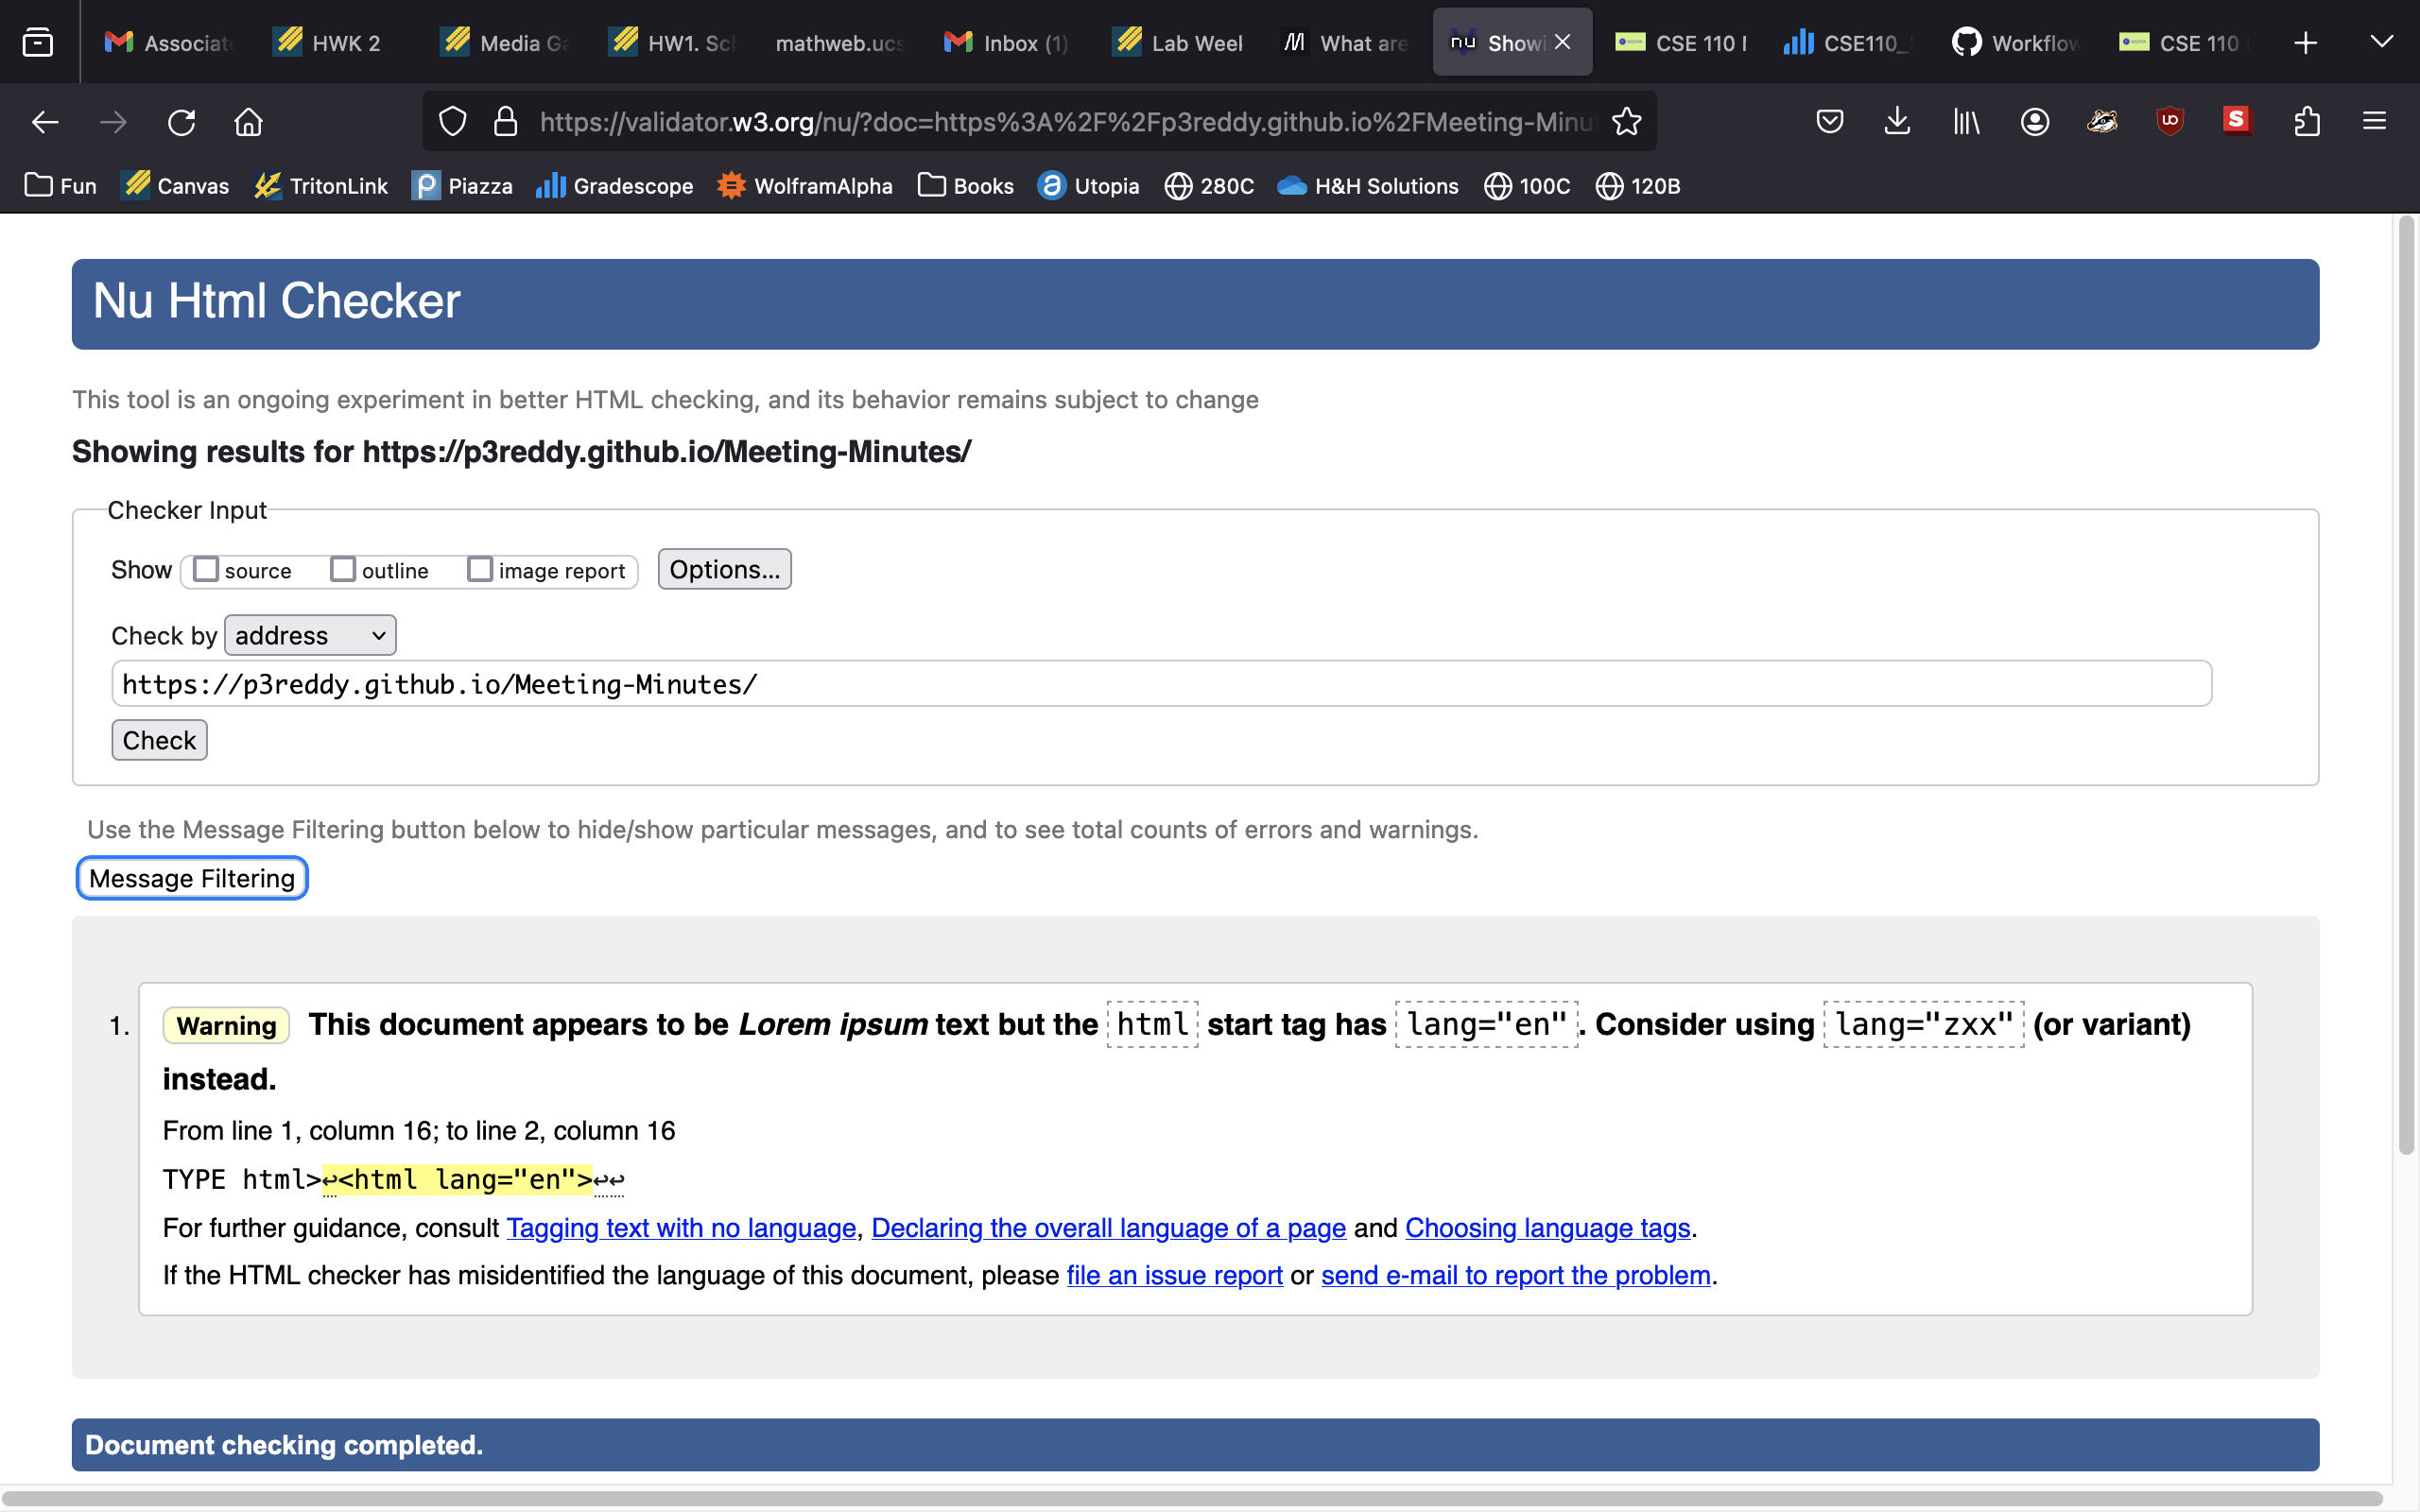 Associat
HWK 2
Media Ga
HW1. Sch
mathweb.ucs
Inbox (1)
Lab Week
What are
nu Showi
CSE 110 I
CSE110_
Workflow
CSE 110
https://validator.w3.org/nu/?doc=https%3A%2F%2Fp3reddy.github.io%2FMeeting-Minu
Fun Canvas TritonLink Piazza Gradescope WolframAlpha Books Utopia 280C H&H Solutions 100C 120B
Nu Html Checker
This tool is an ongoing experiment in better HTML checking, and its behavior remains subject to change
Showing results for https://p3reddy.github.io/Meeting-Minutes/
Checker Input
Show source outline image report Options...
Check by address
https://p3reddy.github.io/Meeting-Minutes/
Check
Use the Message Filtering button below to hide/show particular messages, and to see total counts of errors and warnings.
Message Filtering
1. Warning This document appears to be Lorem ipsum text but the html start tag has lang="en". Consider using lang="zxx" (or variant)
instead.
From line 1, column 16; to line 2, column 16
TYPE html>↩<html lang="en">↩↩
For further guidance, consult Tagging text with no language, Declaring the overall language of a page and Choosing language tags.
If the HTML checker has misidentified the language of this document, please file an issue report or send e-mail to report the problem.
Document checking completed.